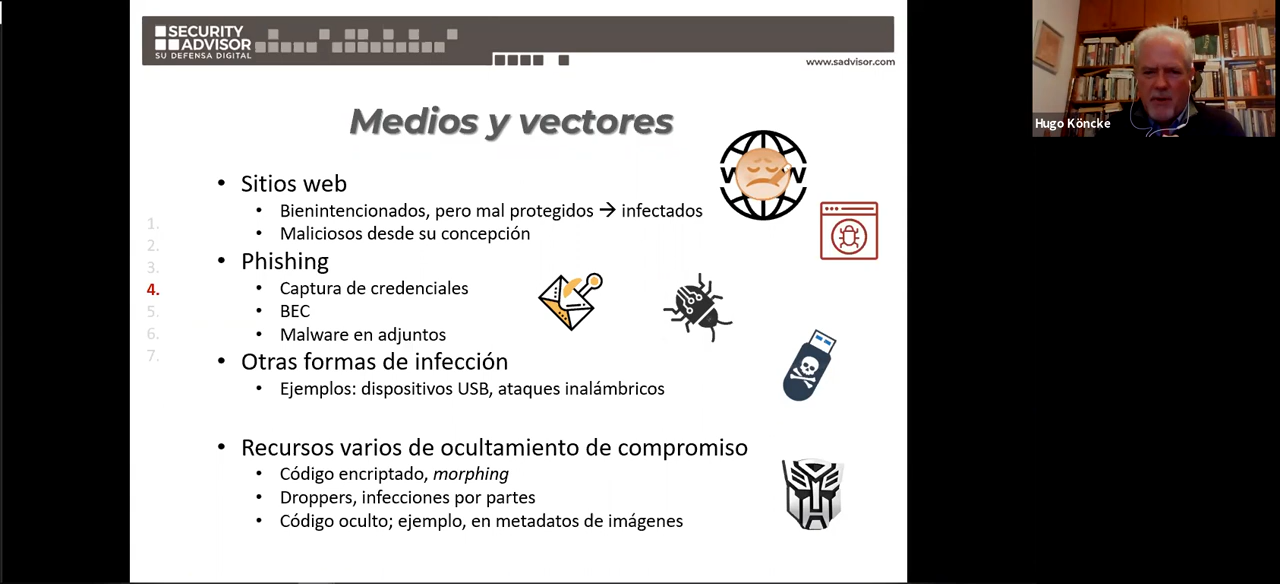 SECURITY
ADVISOR
SU DEFENSA DIGITAL
www.sadvisor.com
Hugo Köncke
Medios y vectores
• Sitios web
• Bienintencionados, pero mal protegidos → infectados
• Maliciosos desde su concepción
• Phishing
• Captura de credenciales
• BEC
• Malware en adjuntos
• Otras formas de infección
• Ejemplos: dispositivos USB, ataques inalámbricos
• Recursos varios de ocultamiento de compromiso
• Código encriptado, morphing
• Droppers, infecciones por partes
• Código oculto; ejemplo, en metadatos de imágenes
1.
2.
3.
4.
5.
6.
7.
W W